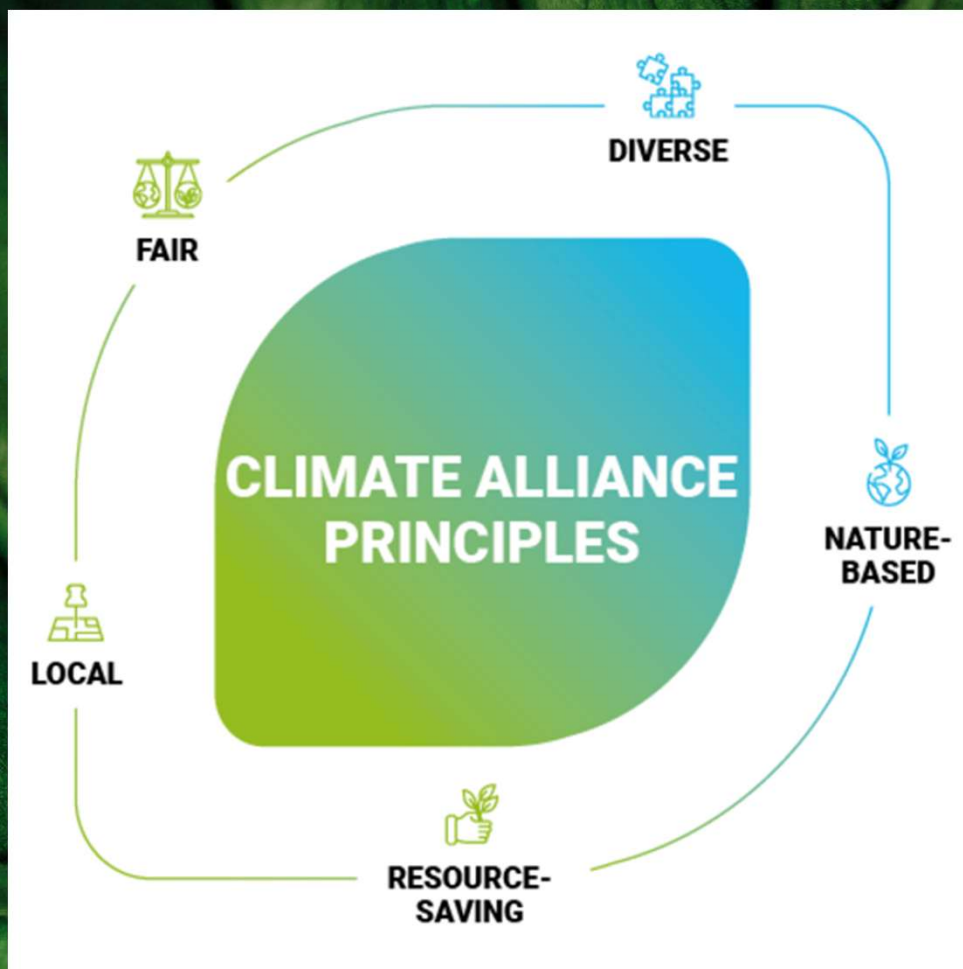 DIVERSE
FAIR
CLIMATE ALLIANCE
PRINCIPLES
NATURE-
BASED
LOCAL
RESOURCE-
SAVING